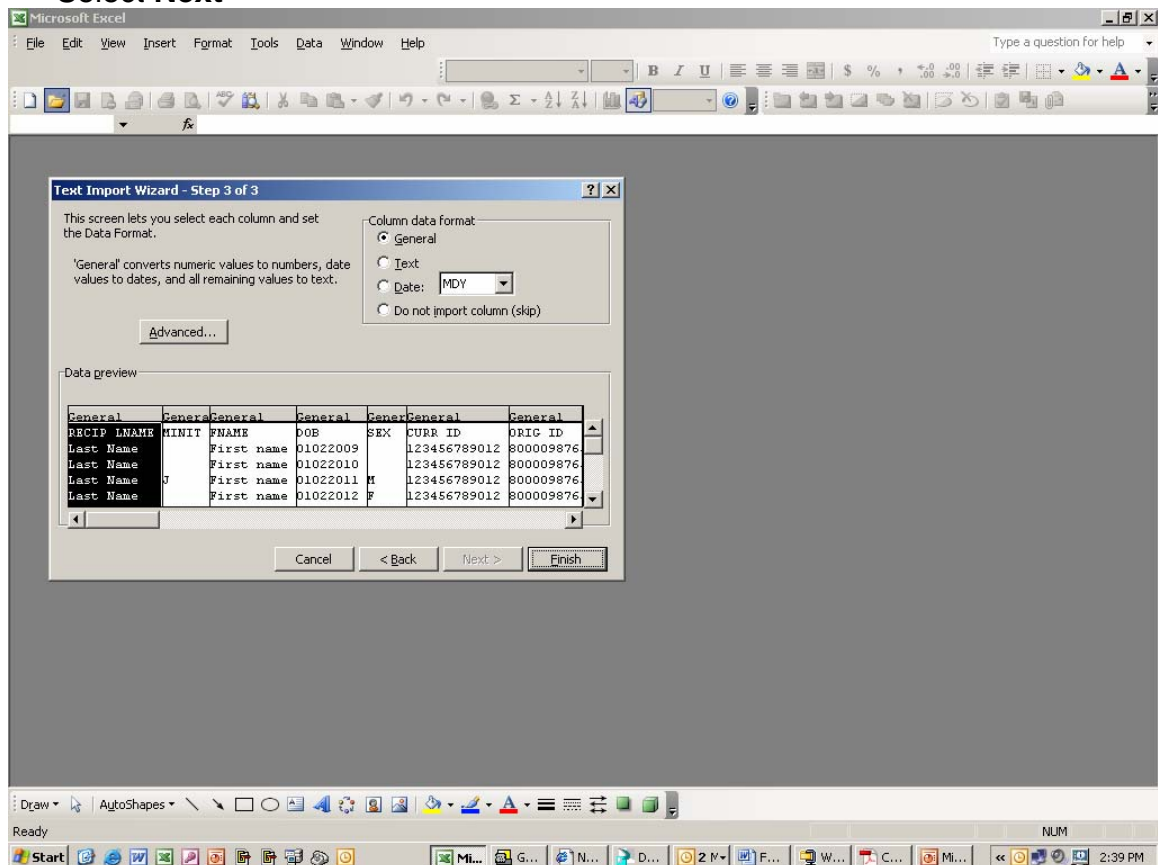 Select Next
Microsoft Excel
File Edit View Insert Format Tools Data Window Help
Type a question for help
B I U $ % ,
fx
Text Import Wizard - Step 3 of 3
This screen lets you select each column and set
the Data Format.
'General' converts numeric values to numbers, date
values to dates, and all remaining values to text.
Advanced...
Column data format
General
Text
Date: MDY
Do not import column (skip)
Data preview
General Genera General General Gener General General
RECIP LNAME MINIT FNAME DOB SEX CURR ID ORIG ID
Last Name First name 01022009 123456789012 800009876
Last Name First name 01022010 123456789012 800009876
Last Name J First name 01022011 M 123456789012 800009876
Last Name First name 01022012 F 123456789012 800009876
Cancel < Back Next > Finish
Draw AutoShapes
Ready NUM
Start Mi... G... N... D... 2 M F... W... C... Mi... « 2:39 PM